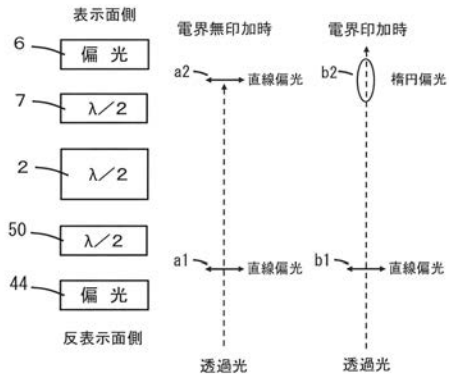 表示面側
6
偏 光
7
λ／2
2
λ／2
50
λ／2
44
偏 光
反表示面側
電界無印加時
a2
直線偏光
a1
直線偏光
透過光
電界印加時
b2
楕円偏光
b1
直線偏光
透過光